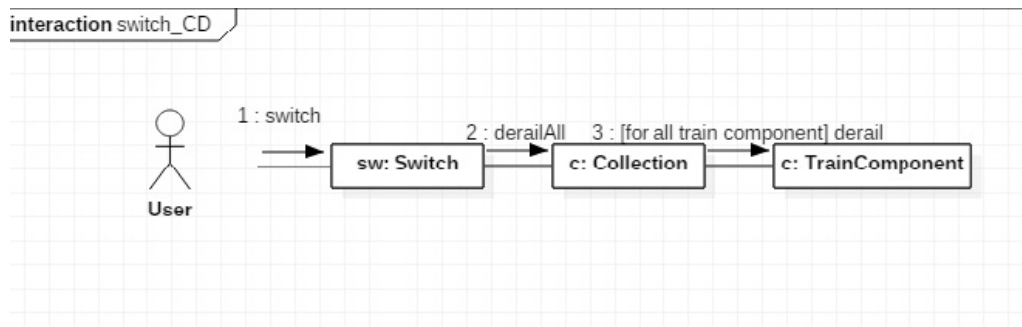 interaction switch_CD
1 : switch
2 : derailAll
3 : [for all train component] derail
sw: Switch
c: Collection
c: TrainComponent
User